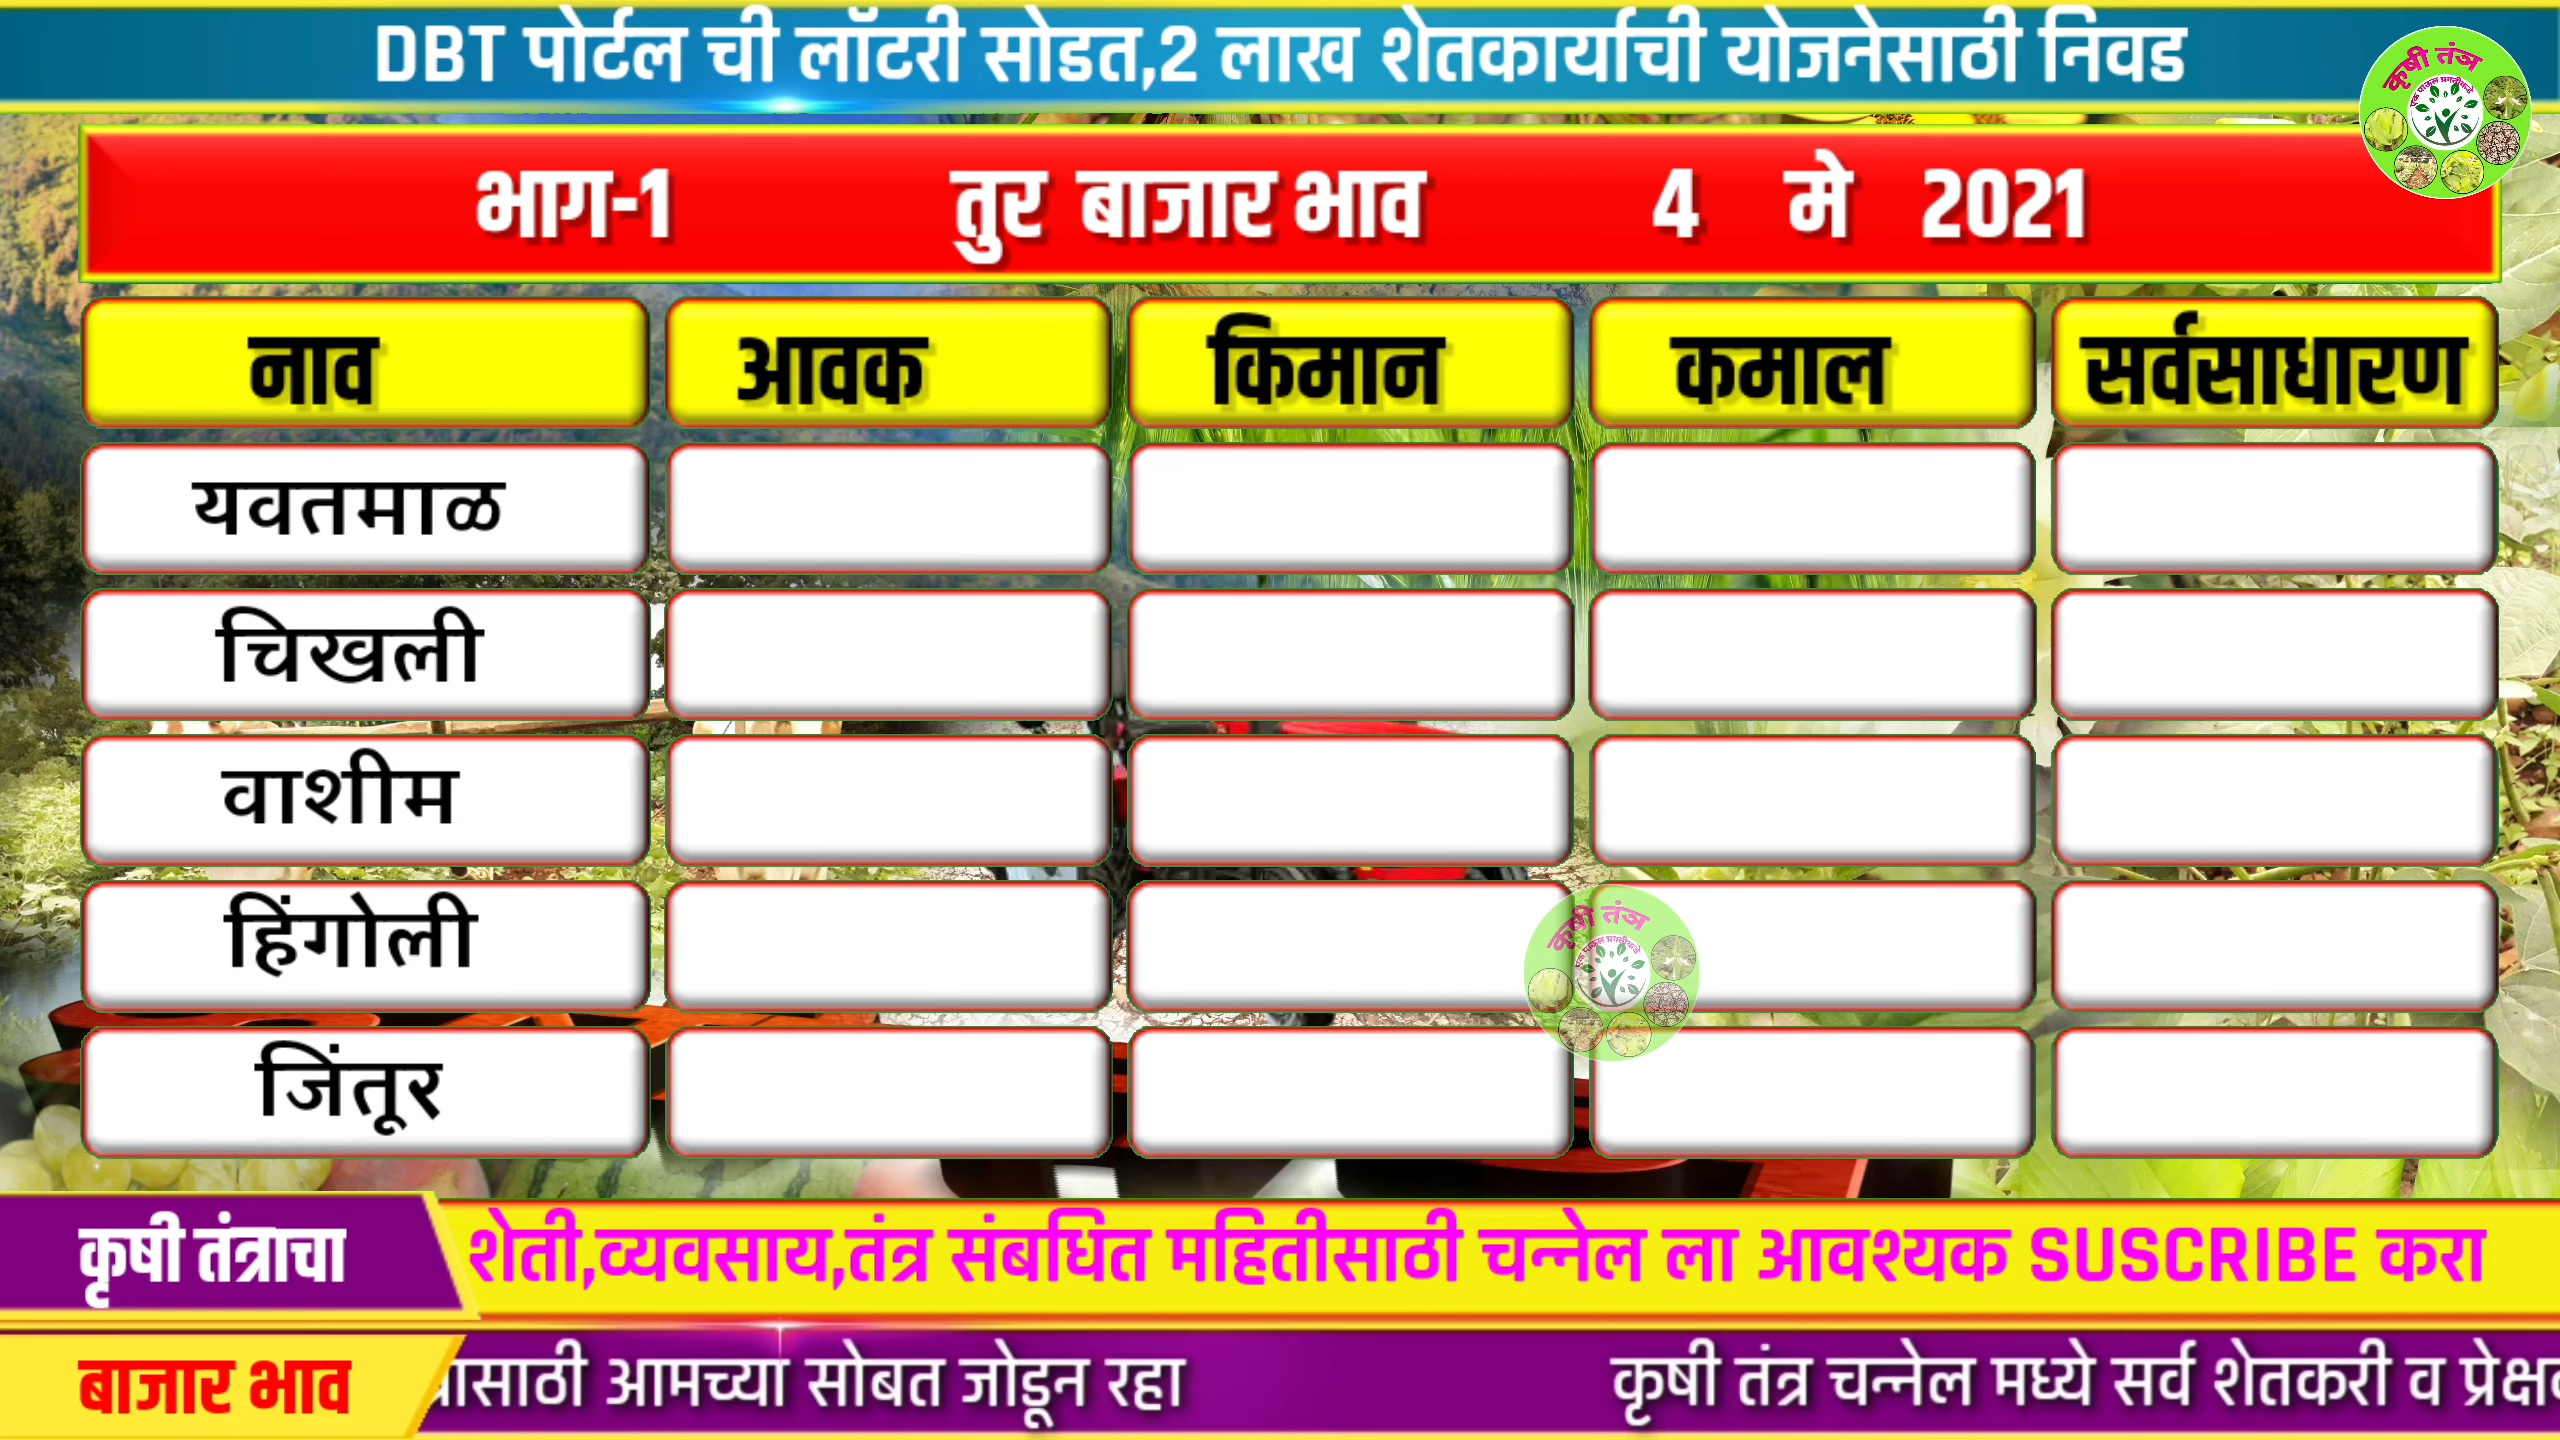 DBT पोर्टल ची लॉटरी सोडत,2 लाख शेतकार्याची योजनेसाठी निवड
कृषी तंत्र
भाग-1 तुर बाजार भाव 4 मे 2021
नाव आवक किमान कमाल सर्वसाधारण
यवतमाळ
चिखली
वाशीम
हिंगोली
कृषी तंत्र
जिंतूर
कृषी तंत्राचा शेती,व्यवसाय,तंत्र संबधित महितीसाठी चन्नेल ला आवश्यक SUSCRIBE करा
बाजार भाव सोबत जोडून रहा कृषी तंत्र चन्नेल मध्ये सर्व शेतकरी व